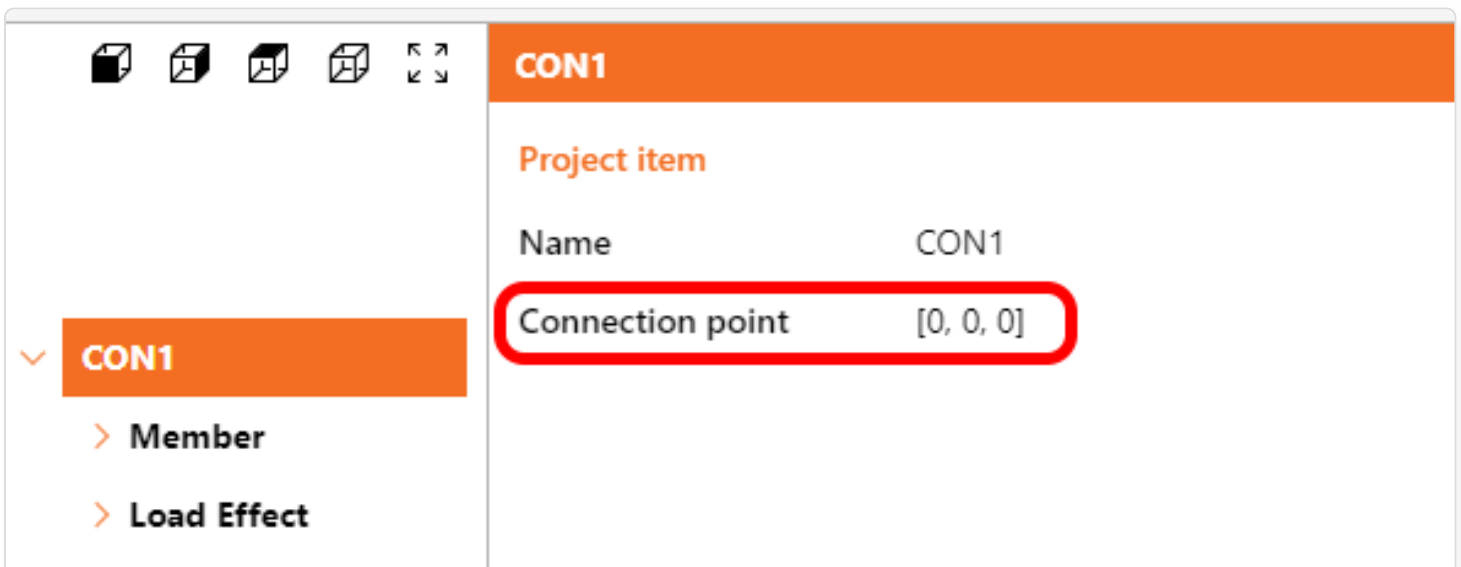 CON1
Project item
Name CON1
Connection point [0, 0, 0]
CON1
Member
Load Effect